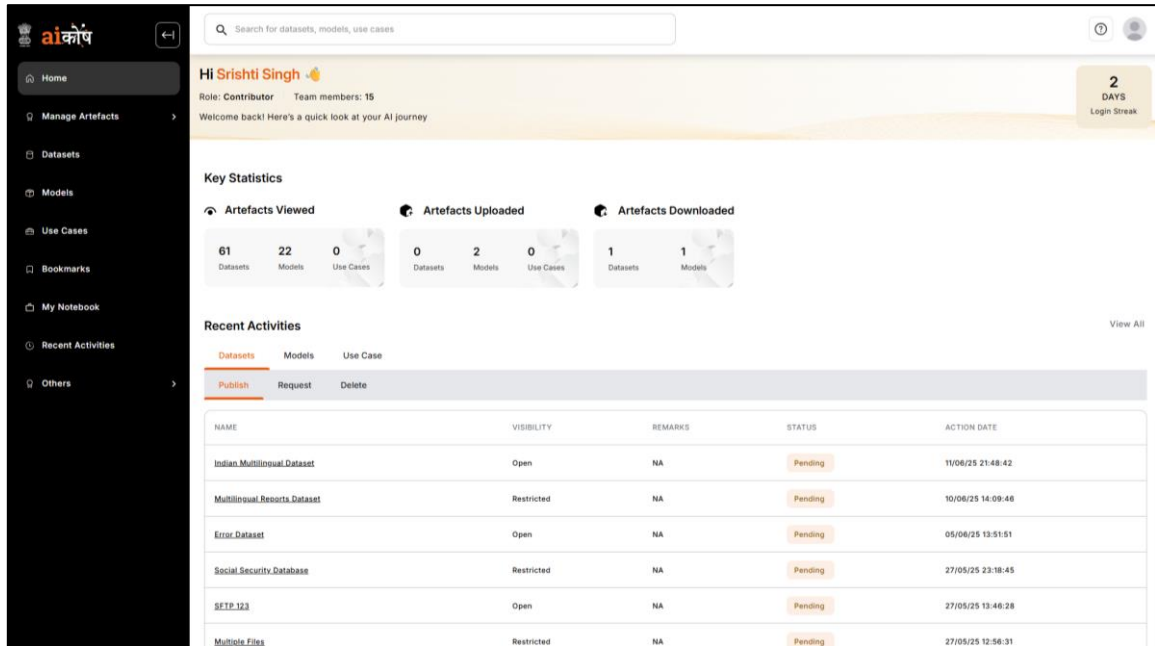 aiकोष
Search for datasets, models, use cases
Home
Manage Artefacts
Datasets
Models
Use Cases
Bookmarks
My Notebook
Recent Activities
Others
Hi Srishti Singh
Role: Contributor Team members: 15
Welcome back! Here's a quick look at your AI journey
2
DAYS
Login Streak
Key Statistics
Artefacts Viewed
61 22 0
Datasets Models Use Cases
Artefacts Uploaded
0 2 0
Datasets Models Use Cases
Artefacts Downloaded
1 1
Datasets Models
Recent Activities View All
Datasets Models Use Case
Publish Request Delete
NAME VISIBILITY REMARKS STATUS ACTION DATE
Indian Multilingual Dataset Open NA Pending 11/06/25 21:48:42
Multilingual Reports Dataset Restricted NA Pending 10/06/25 14:09:46
Error Dataset Open NA Pending 05/06/25 13:51:51
Social Security Database Restricted NA Pending 27/05/25 23:18:45
SFTP 123 Open NA Pending 27/05/25 13:46:28
Multiple Files Restricted NA Pending 27/05/25 12:56:31